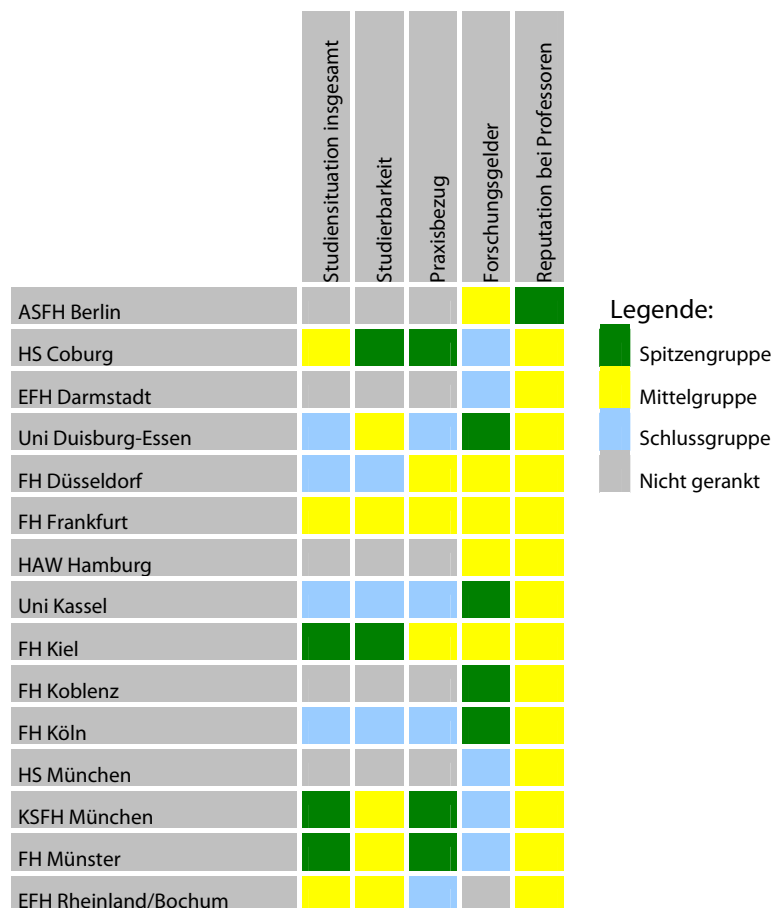 Studiensituation insgesamt
Studierbarkeit
Praxisbezug
Forschungsgelder
Reputation bei Professoren
ASFH Berlin
HS Coburg
EFH Darmstadt
Uni Duisburg-Essen
FH Düsseldorf
FH Frankfurt
HAW Hamburg
Uni Kassel
FH Kiel
FH Koblenz
FH Köln
HS München
KSFH München
FH Münster
EFH Rheinland/Bochum
Legende:
Spitzengruppe
Mittelgruppe
Schlussgruppe
Nicht gerankt